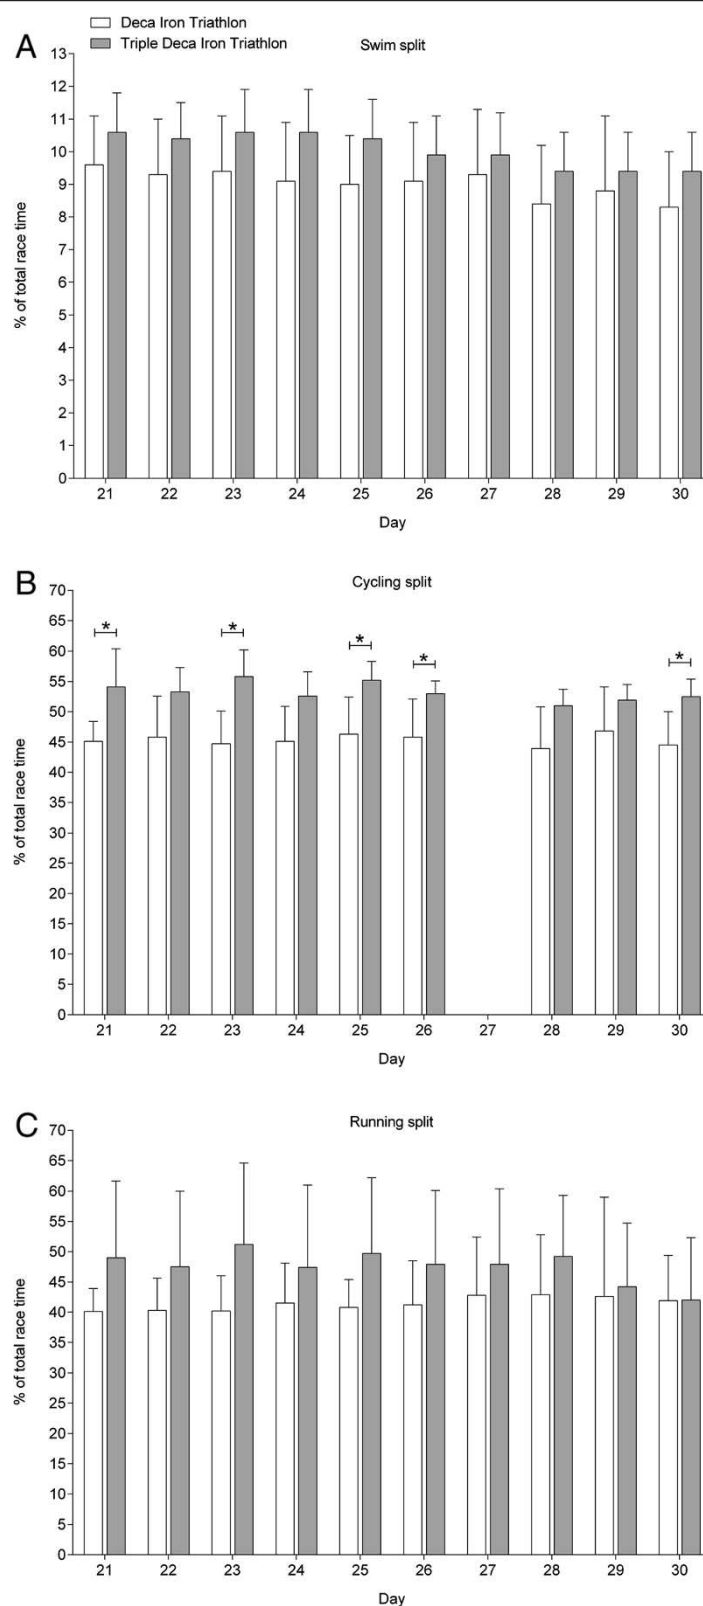 A
Deca Iron Triathlon
Triple Deca Iron Triathlon
Swim split
13
12
11
10
9
8
7
6
5
4
3
2
1
0
% of total race time
21 22 23 24 25 26 27 28 29 30
Day
B
Cycling split
70
65
60
55
50
45
40
35
30
25
20
15
10
5
0
% of total race time
* * * * *
21 22 23 24 25 26 27 28 29 30
Day
C
Running split
70
65
60
55
50
45
40
35
30
25
20
15
10
5
0
% of total race time
21 22 23 24 25 26 27 28 29 30
Day